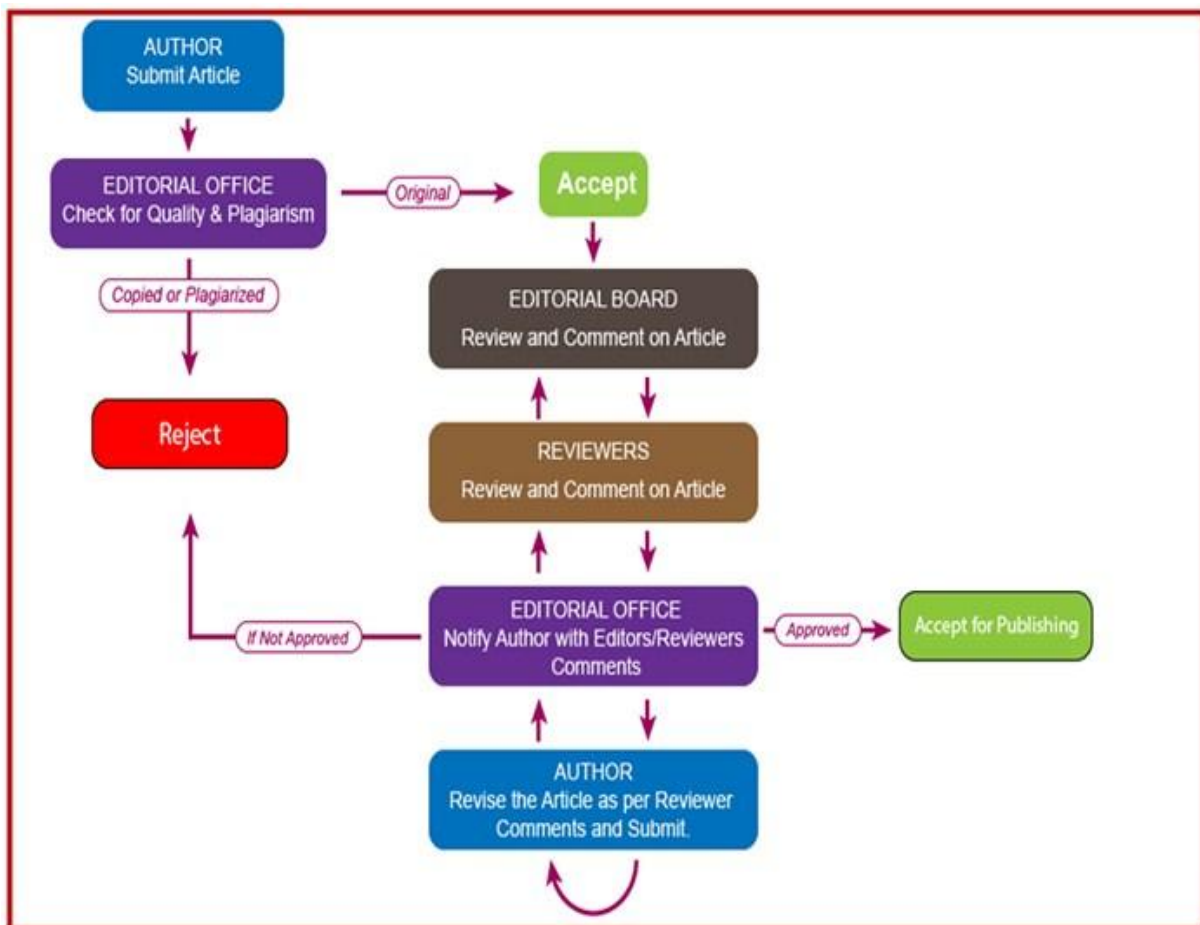 AUTHOR
Submit Article
EDITORIAL OFFICE
Check for Quality & Plagiarism
Original
Accept
Copied or Plagiarized
EDITORIAL BOARD
Review and Comment on Article
Reject
REVIEWERS
Review and Comment on Article
EDITORIAL OFFICE
Notify Author with Editors/Reviewers
Comments
If Not Approved
Approved
Accept for Publishing
AUTHOR
Revise the Article as per Reviewer
Comments and Submit.